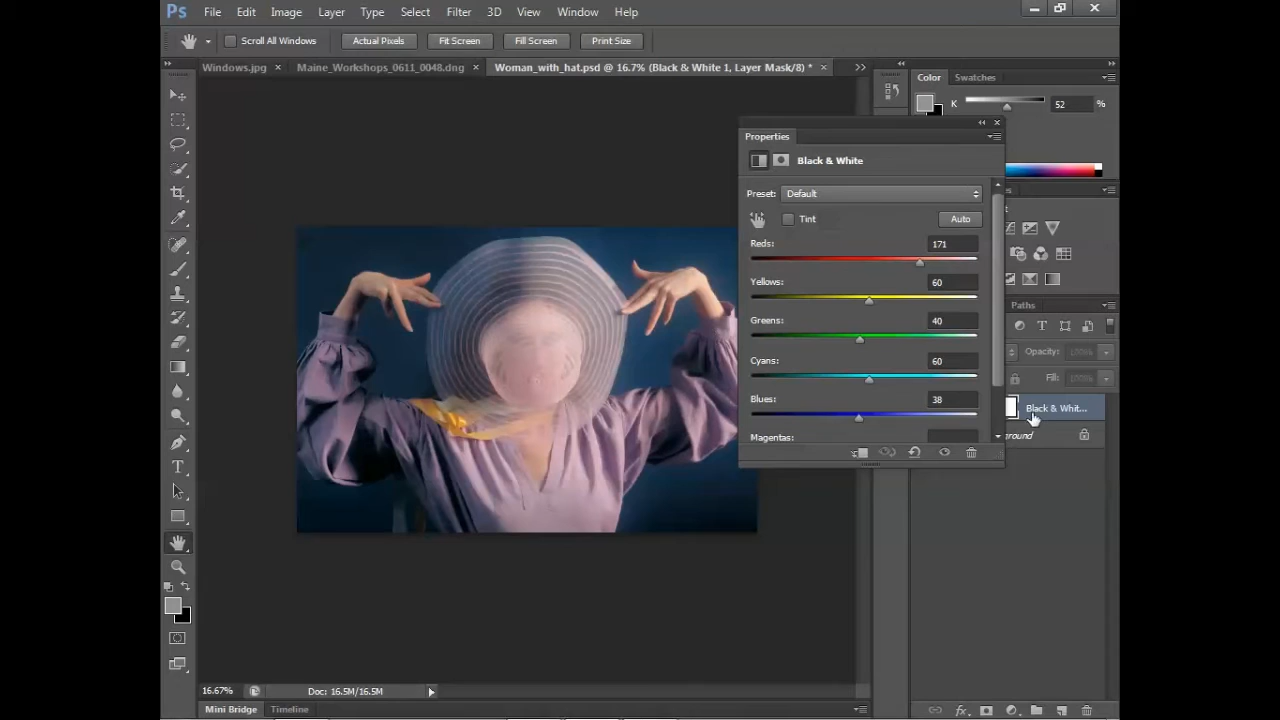 Ps File Edit Image Layer Type Select Filter 3D View Window Help
Scroll All Windows Actual Pixels Fit Screen Fill Screen Print Size
Windows.jpg × Maine_Workshops_0611_0048.dng × Woman_with_hat.psd @ 16.7% (Black & White 1, Layer Mask/8) * ×
Color Swatches
K 52 %
Properties
Black & White
Preset: Default
Tint Auto
Reds: 171
Yellows: 60
Greens: 40
Cyans: 60
Blues: 38
Magentas:
Paths
Opacity: 100%
Fill: 100%
Black & Whit...
round
16.67% Doc: 16.5M/16.5M
Mini Bridge Timeline
fx